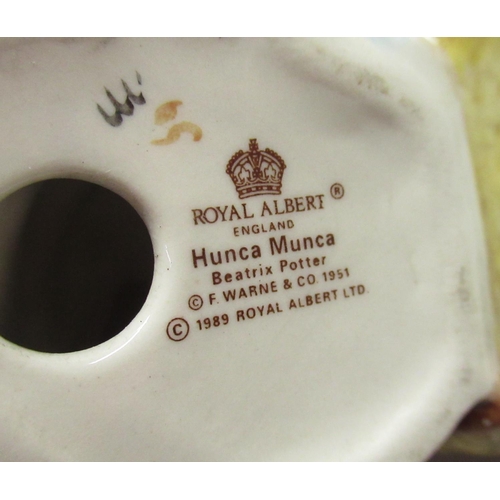 ROYAL ALBERT ®
ENGLAND
Hunca Munca
Beatrix Potter
© F. WARNE & CO. 1951
© 1989 ROYAL ALBERT LTD.